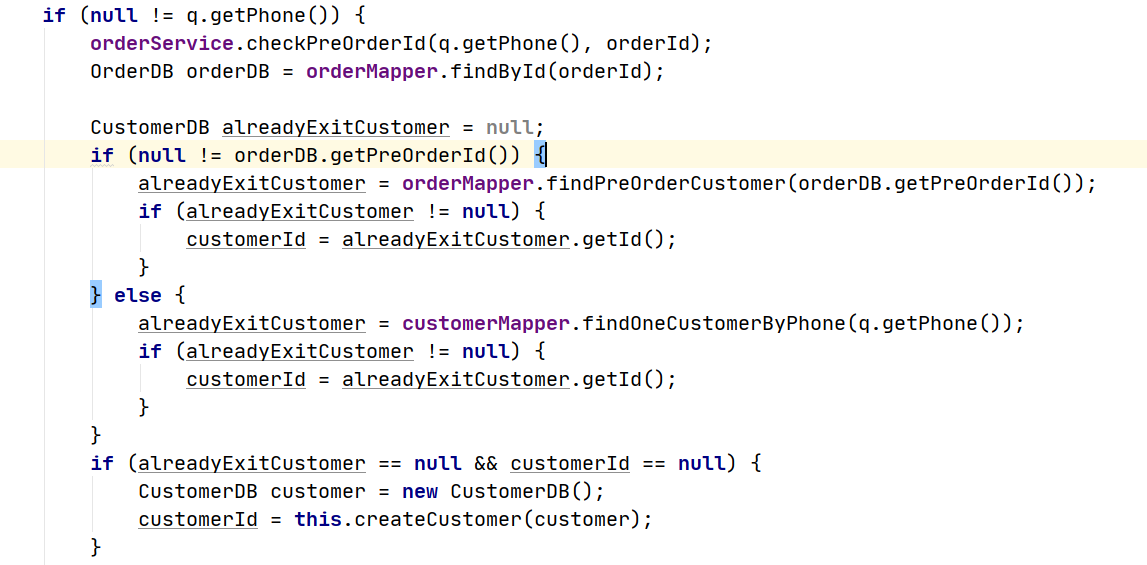 if (null != q.getPhone()) {
orderService.checkPreOrderId(q.getPhone(), orderId);
OrderDB orderDB = orderMapper.findById(orderId);
CustomerDB alreadyExitCustomer = null;
if (null != orderDB.getPreOrderId()) {
alreadyExitCustomer = orderMapper.findPreOrderCustomer(orderDB.getPreOrderId());
if (alreadyExitCustomer != null) {
customerId = alreadyExitCustomer.getId();
}
} else {
alreadyExitCustomer = customerMapper.findOneCustomerByPhone(q.getPhone());
if (alreadyExitCustomer != null) {
customerId = alreadyExitCustomer.getId();
}
}
if (alreadyExitCustomer == null && customerId == null) {
CustomerDB customer = new CustomerDB();
customerId = this.createCustomer(customer);
}